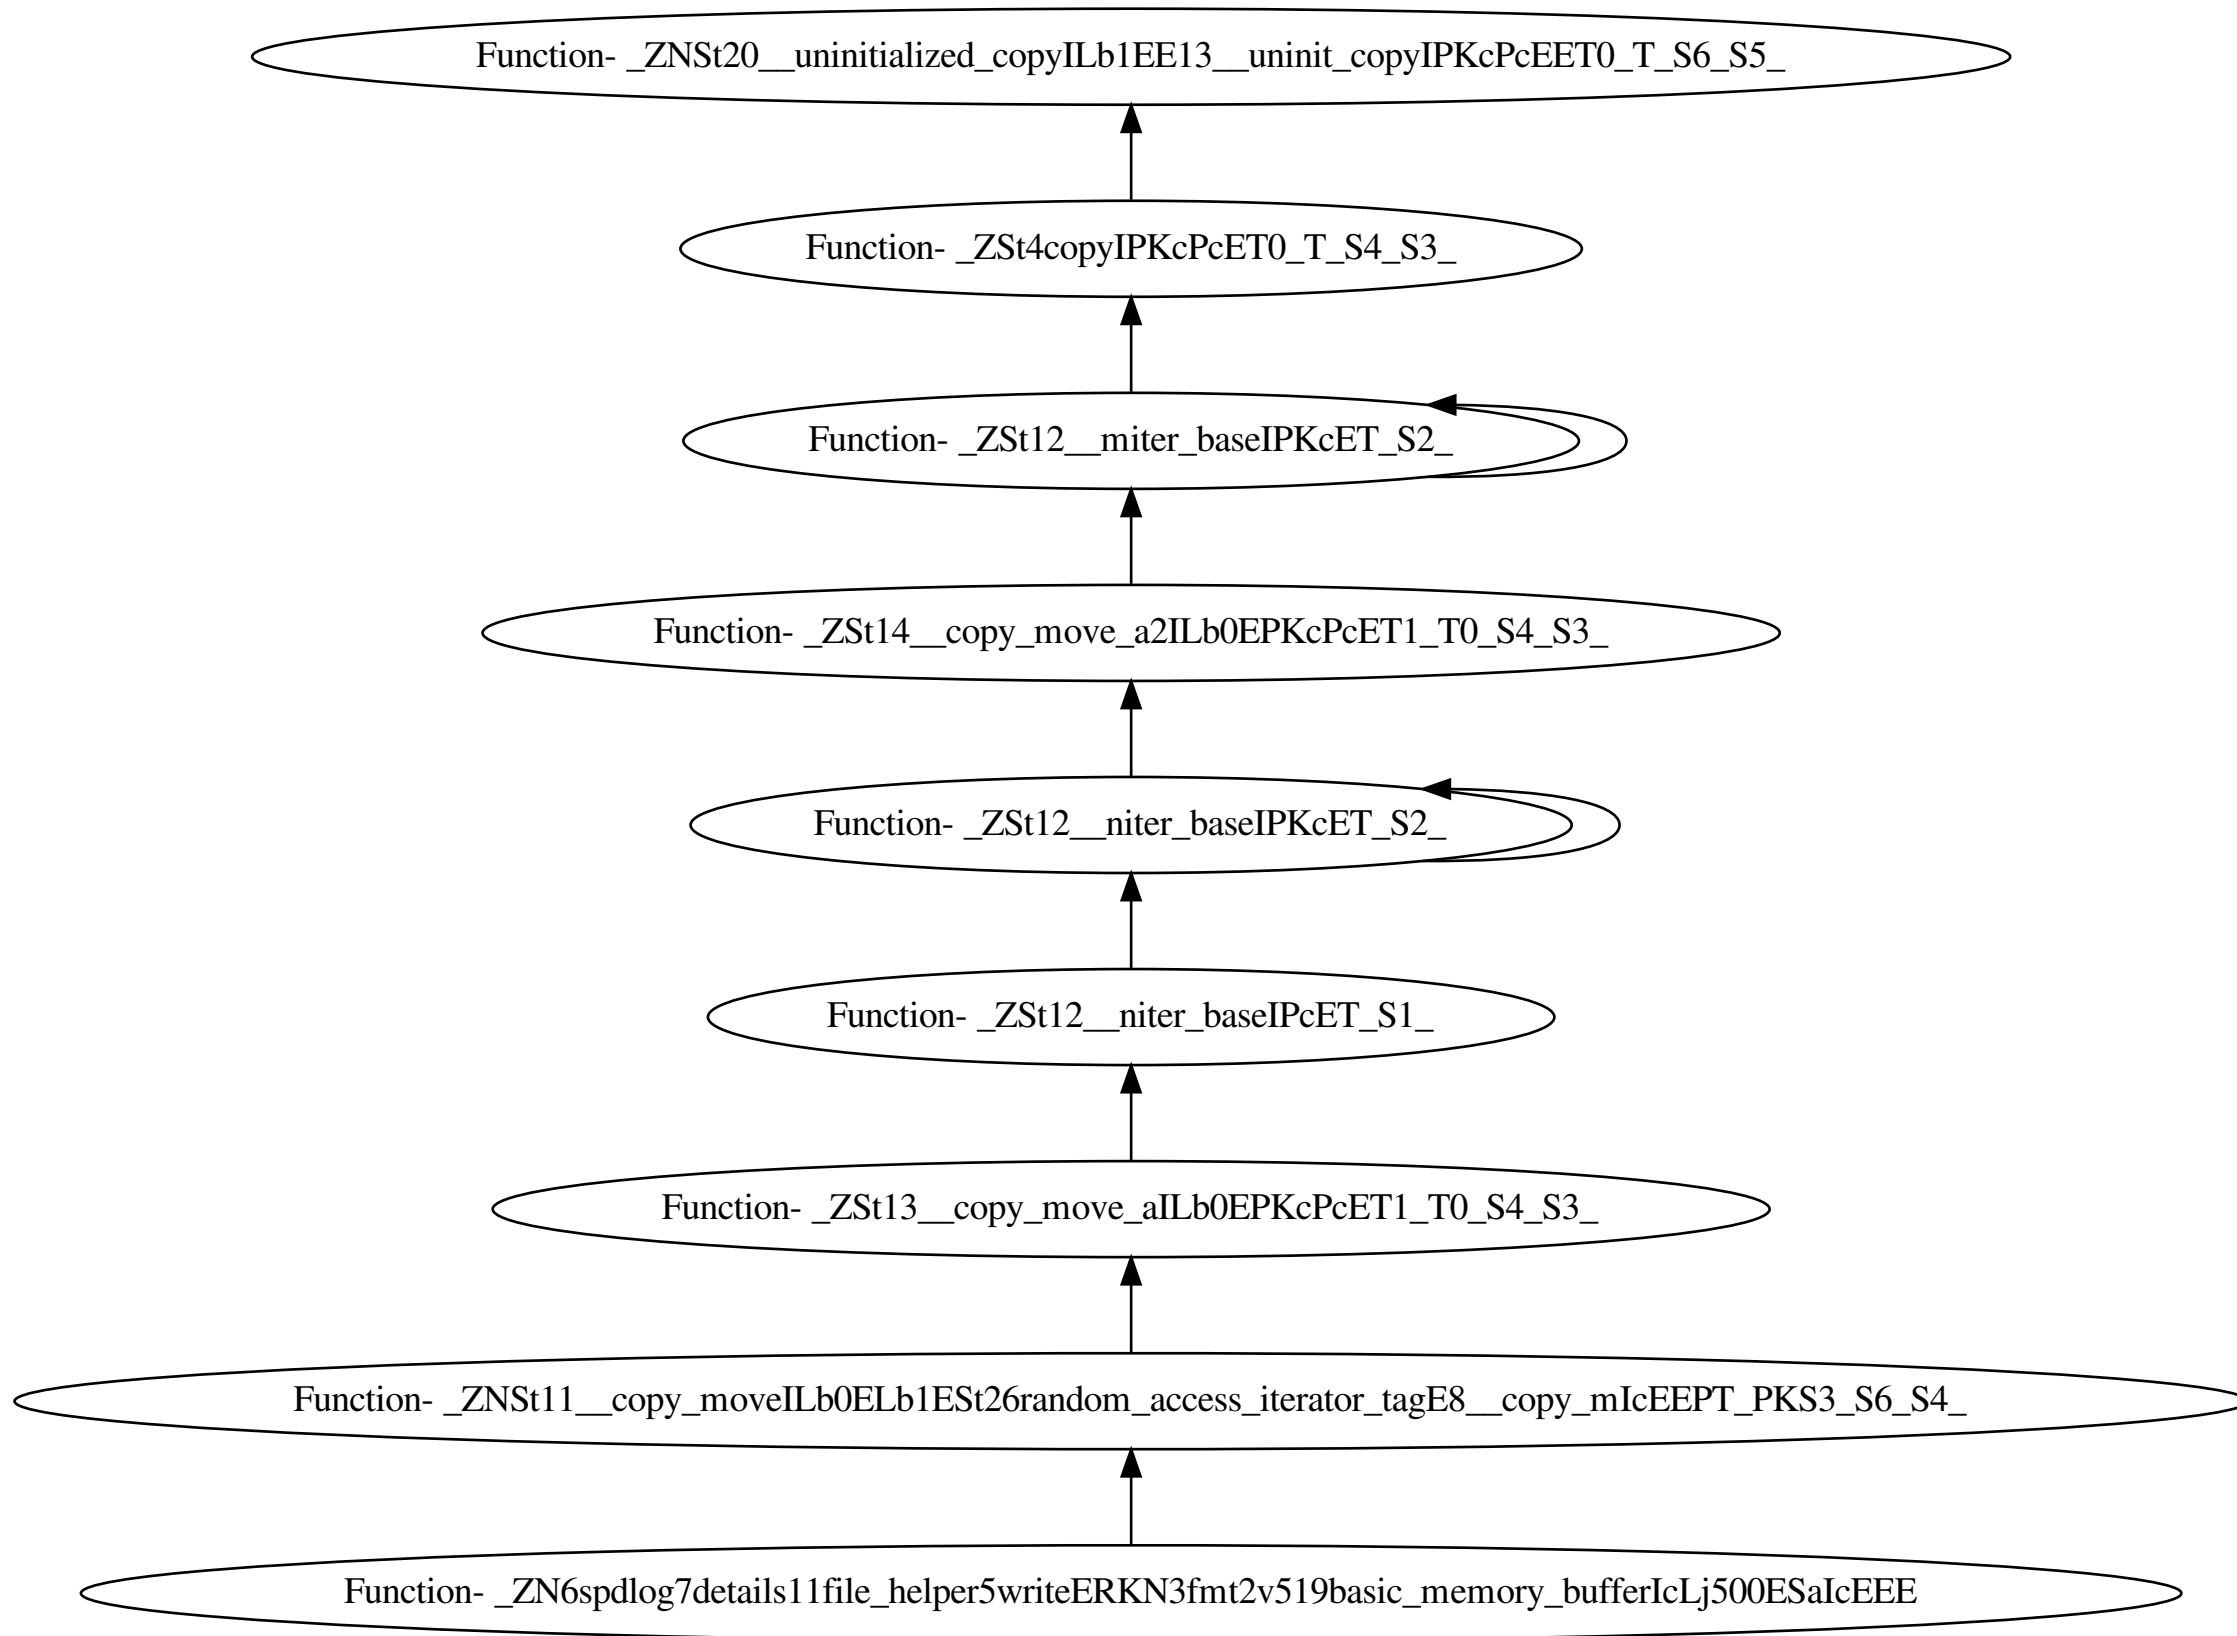 Function- _ZNSt20__uninitialized_copyILb1EE13__uninit_copyIPKcPcEET0_T_S6_S5_
Function- _ZSt4copyIPKcPcET0_T_S4_S3_
Function- _ZSt12__miter_baseIPKcET_S2_
Function- _ZSt14__copy_move_a2ILb0EPKcPcET1_T0_S4_S3_
Function- _ZSt12__niter_baseIPKcET_S2_
Function- _ZSt12__niter_baseIPcET_S1_
Function- _ZSt13__copy_move_aILb0EPKcPcET1_T0_S4_S3_
Function- _ZNSt11__copy_moveILb0ELb1ESt26random_access_iterator_tagE8__copy_mIcEEPT_PKS3_S6_S4_
Function- _ZN6spdlog7details11file_helper5writeERKN3fmt2v519basic_memory_bufferIcLj500ESaIcEEE